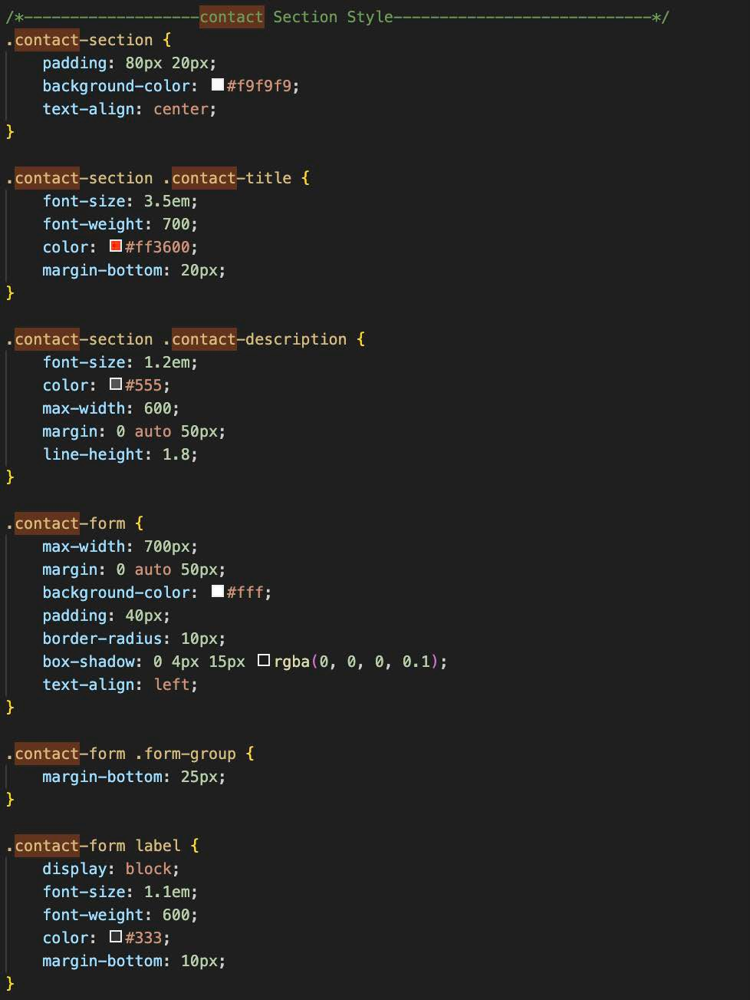 /*-------------------contact Section Style----------------------------*/
.contact-section {
    padding: 80px 20px;
    background-color: #f9f9f9;
    text-align: center;
}

.contact-section .contact-title {
    font-size: 3.5em;
    font-weight: 700;
    color: #ff3600;
    margin-bottom: 20px;
}

.contact-section .contact-description {
    font-size: 1.2em;
    color: #555;
    max-width: 600;
    margin: 0 auto 50px;
    line-height: 1.8;
}

.contact-form {
    max-width: 700px;
    margin: 0 auto 50px;
    background-color: #fff;
    padding: 40px;
    border-radius: 10px;
    box-shadow: 0 4px 15px rgba(0, 0, 0, 0.1);
    text-align: left;
}

.contact-form .form-group {
    margin-bottom: 25px;
}

.contact-form label {
    display: block;
    font-size: 1.1em;
    font-weight: 600;
    color: #333;
    margin-bottom: 10px;
}